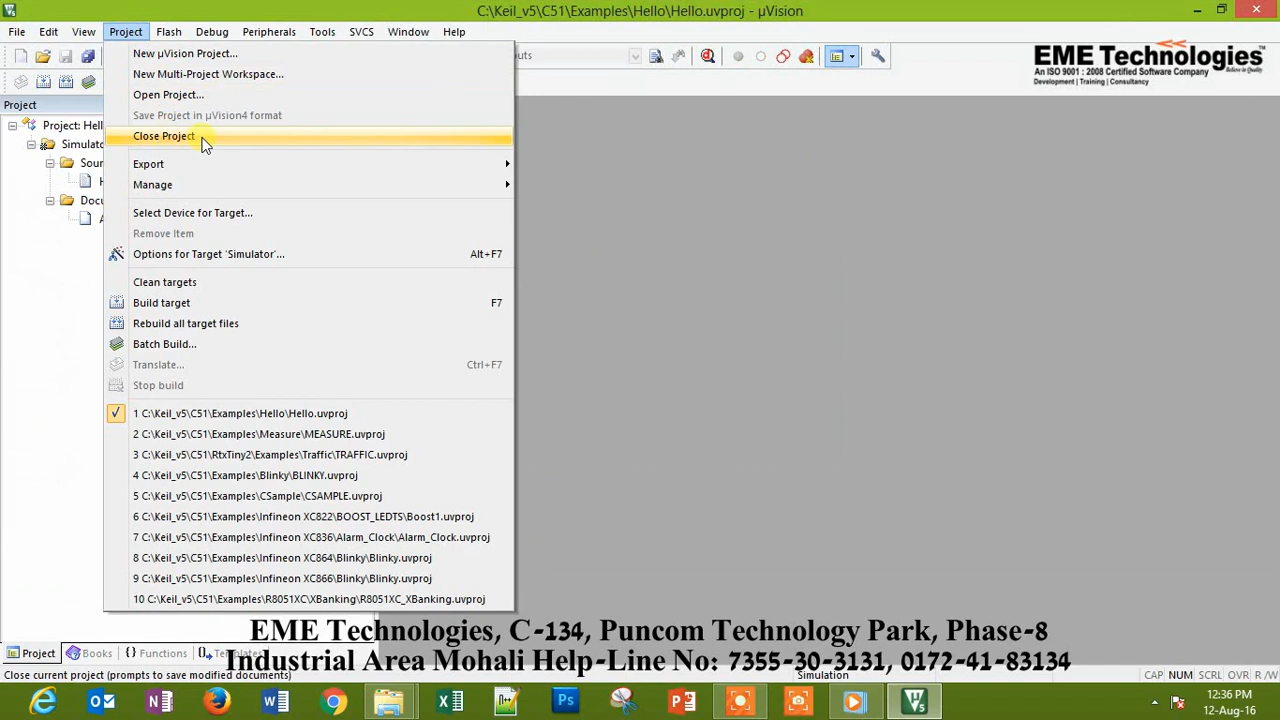 C:\Keil_v5\C51\Examples\Hello\Hello.uvproj - µVision
File Edit View Project Flash Debug Peripherals Tools SVCS Window Help
New µVision Project...
New Multi-Project Workspace...
Open Project...
Save Project in µVision4 format
Close Project
Export
Manage
Select Device for Target...
Remove Item
Options for Target 'Simulator'... Alt+F7
Clean targets
Build target F7
Rebuild all target files
Batch Build...
Translate... Ctrl+F7
Stop build
1 C:\Keil_v5\C51\Examples\Hello\Hello.uvproj
2 C:\Keil_v5\C51\Examples\Measure\MEASURE.uvproj
3 C:\Keil_v5\C51\RtxTiny2\Examples\Traffic\TRAFFIC.uvproj
4 C:\Keil_v5\C51\Examples\Blinky\BLINKY.uvproj
5 C:\Keil_v5\C51\Examples\CSample\CSAMPLE.uvproj
6 C:\Keil_v5\C51\Examples\Infineon XC822\BOOST_LEDTS\Boost1.uvproj
7 C:\Keil_v5\C51\Examples\Infineon XC836\Alarm_Clock\Alarm_Clock.uvproj
8 C:\Keil_v5\C51\Examples\Infineon XC864\Blinky\Blinky.uvproj
9 C:\Keil_v5\C51\Examples\Infineon XC866\Blinky\Blinky.uvproj
10 C:\Keil_v5\C51\Examples\R8051XC\XBanking\R8051XC_XBanking.uvproj
EME Technologies
An ISO 9001 : 2008 Certified Software Company Believe in Quality
Development | Training | Consultancy
Project
Project: Hell
Simulato
Sour
H
Docu
A
Project Books Functions
EME Technologies, C-134, Puncom Technology Park, Phase-8
Industrial Area Mohali Help-Line No: 7355-30-3131, 0172-41-83134
Close current project (prompts to save modified documents) Simulation CAP NUM SCRL OVR R /W
12:36 PM
12-Aug-16